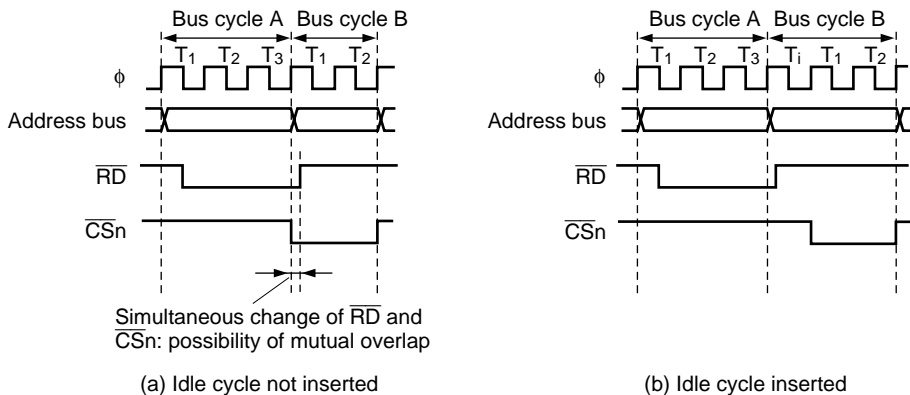 Bus cycle A Bus cycle B
T1 T2 T3 T1 T2
ϕ
Address bus
RD
CSn
Simultaneous change of RD and
CSn: possibility of mutual overlap
(a) Idle cycle not inserted
Bus cycle A Bus cycle B
T1 T2 T3 Ti T1 T2
ϕ
Address bus
RD
CSn
(b) Idle cycle inserted